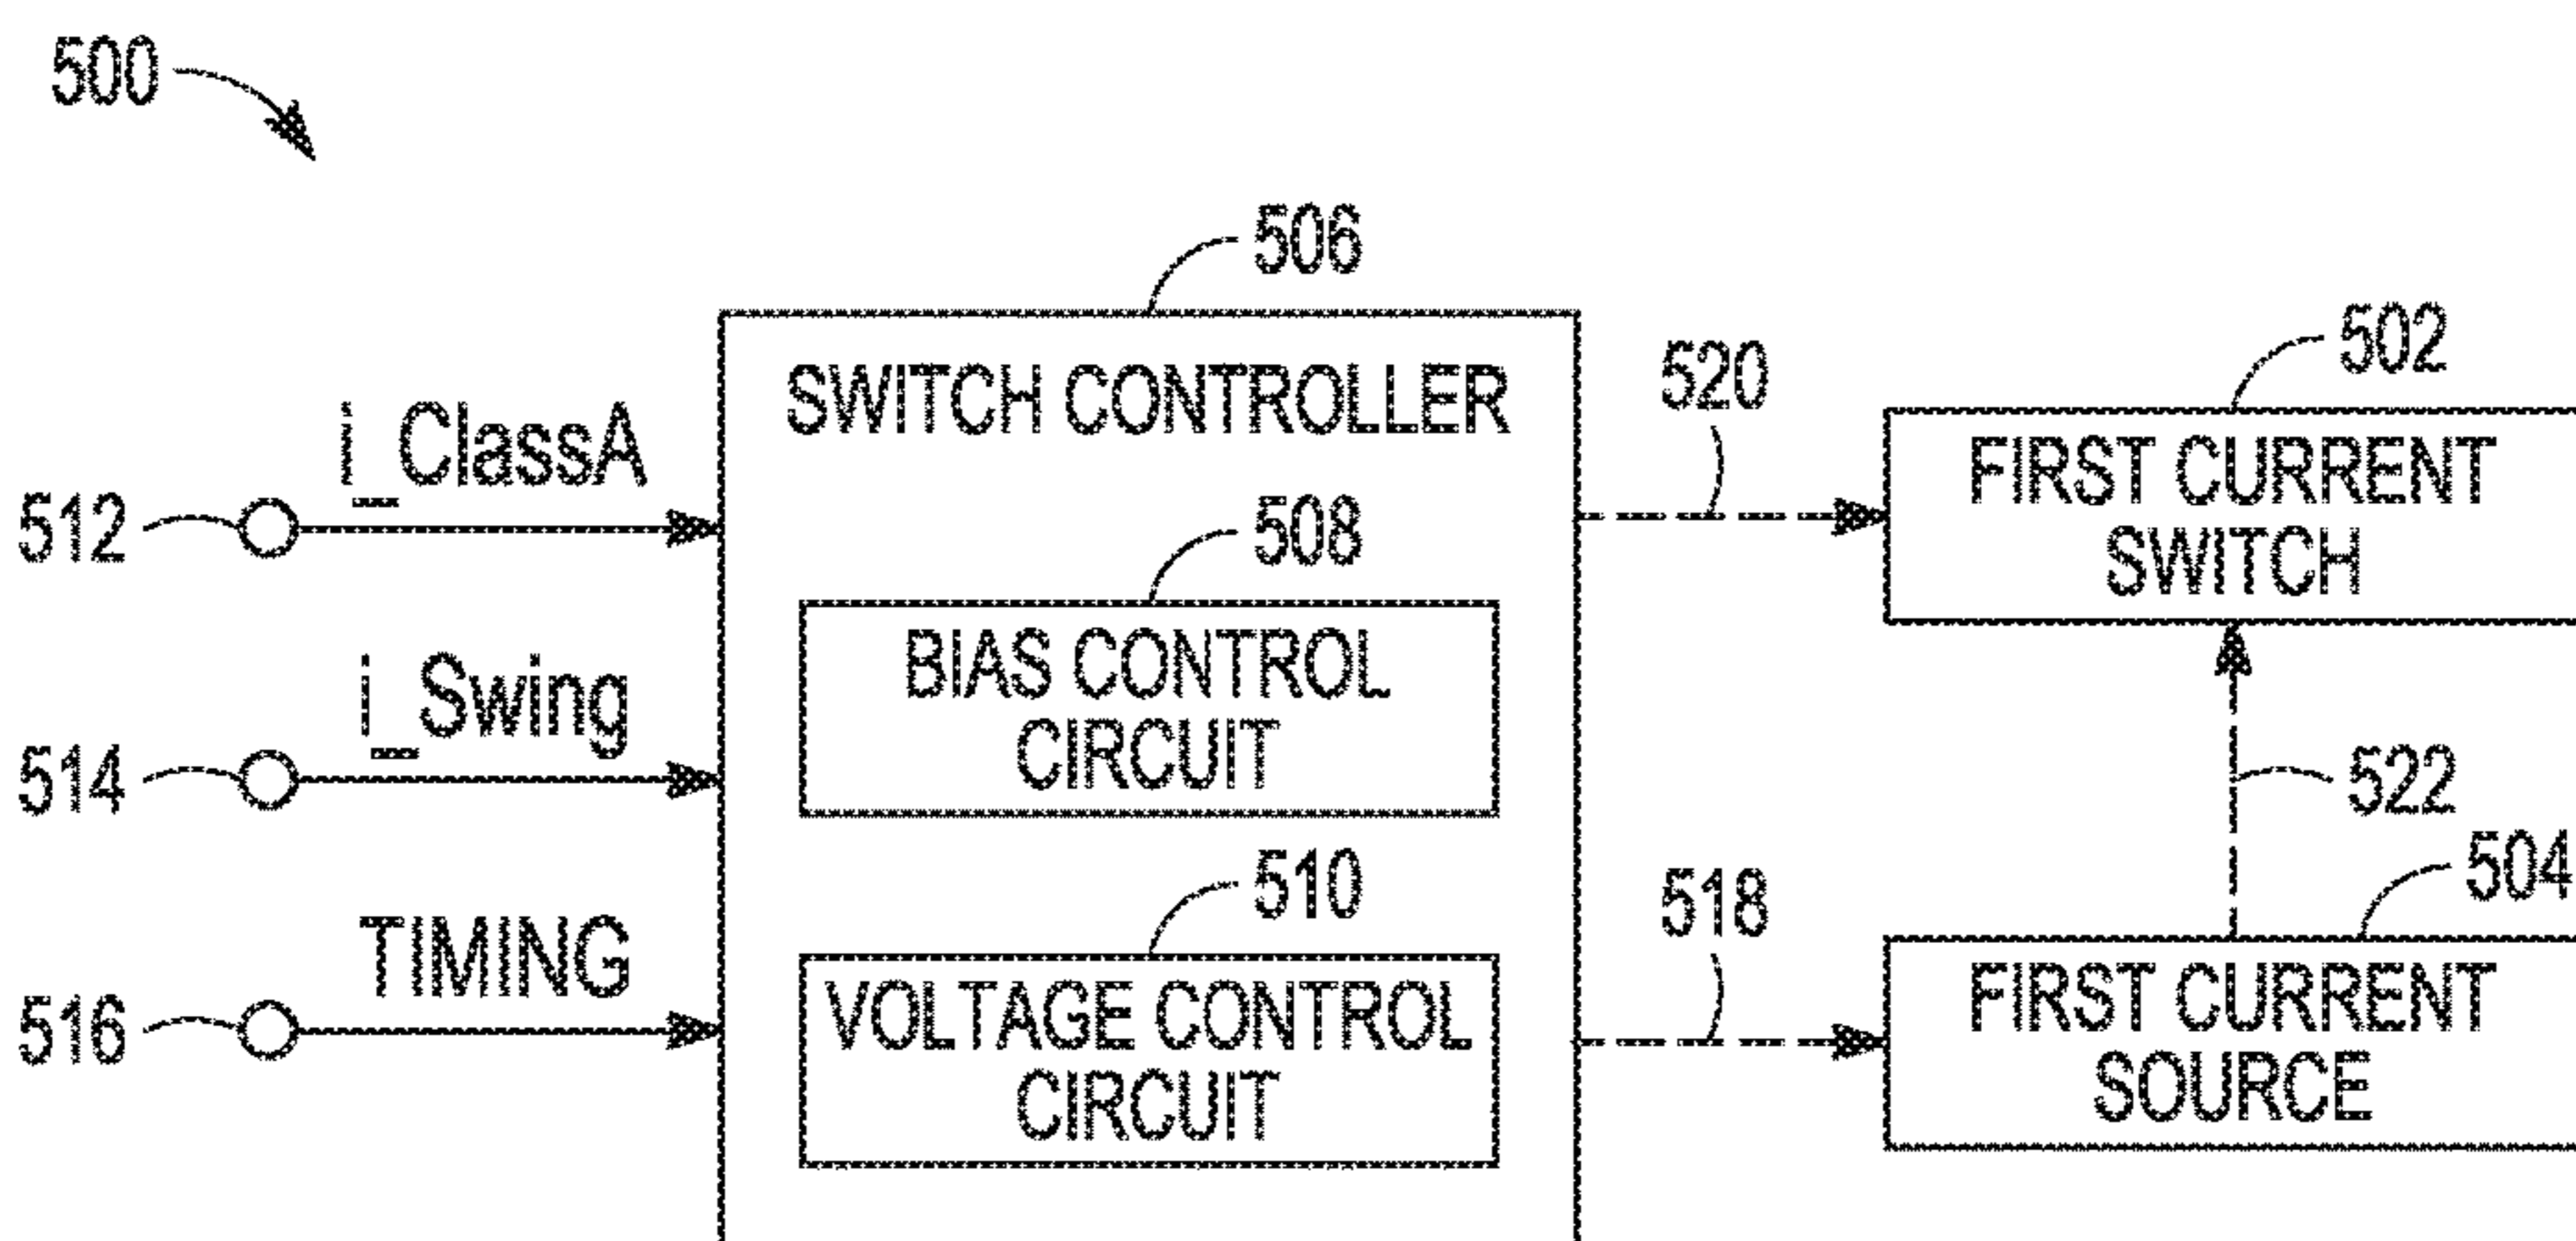 500
506
SWITCH CONTROLLER
520
502
FIRST CURRENT
SWITCH
i_ClassA
512
508
BIAS CONTROL
CIRCUIT
i_Swing
514
522
510
VOLTAGE CONTROL
CIRCUIT
TIMING
516
518
504
FIRST CURRENT
SOURCE